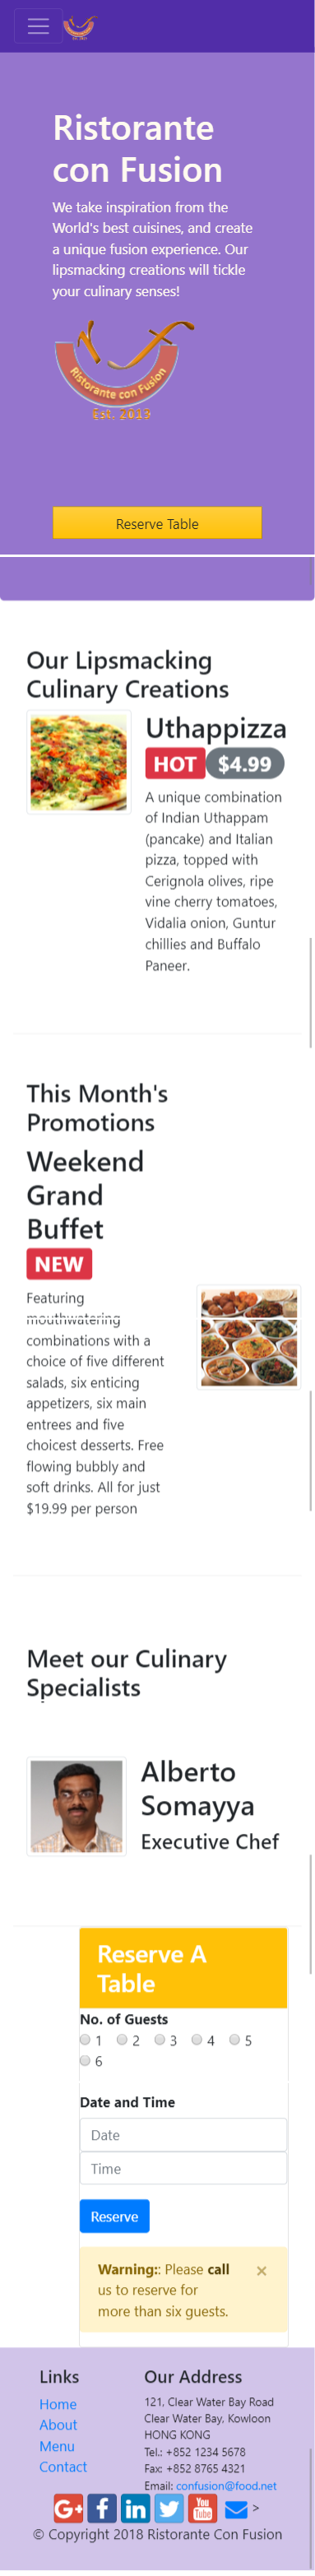 Ristorante
con Fusion
We take inspiration from the
World's best cuisines, and create
a unique fusion experience. Our
lipsmacking creations will tickle
your culinary senses!
Ristorante con Fusion
Est. 2013
Reserve Table
Our Lipsmacking
Culinary Creations
Uthappizza
HOT $4.99
A unique combination
of Indian Uthappam
(pancake) and Italian
pizza, topped with
Cerignola olives, ripe
vine cherry tomatoes,
Vidalia onion, Guntur
chillies and Buffalo
Paneer.
This Month's
Promotions
Weekend
Grand
Buffet
NEW
Featuring
mouthwatering
combinations with a
choice of five different
salads, six enticing
appetizers, six main
entrees and five
choicest desserts. Free
flowing bubbly and
soft drinks. All for just
$19.99 per person
Meet our Culinary
Specialists
Alberto
Somayya
Executive Chef
Reserve A
Table
No. of Guests
1 2 3 4 5
6
Date and Time
Date
Time
Reserve
Warning:: Please call ×
us to reserve for
more than six guests.
Links
Home
About
Menu
Contact
Our Address
121, Clear Water Bay Road
Clear Water Bay, Kowloon
HONG KONG
Tel.: +852 1234 5678
Fax: +852 8765 4321
Email: confusion@food.net
G+ f in You Tube >
© Copyright 2018 Ristorante Con Fusion